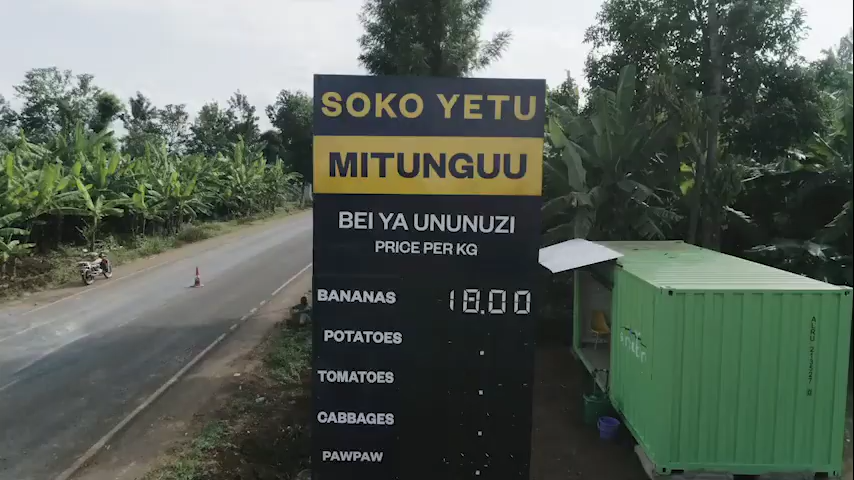 SOKO YETU
MITUNGUU
BEI YA UNUNUZI
PRICE PER KG
BANANAS 18.00
POTATOES .
TOMATOES .
CABBAGES .
PAWPAW .